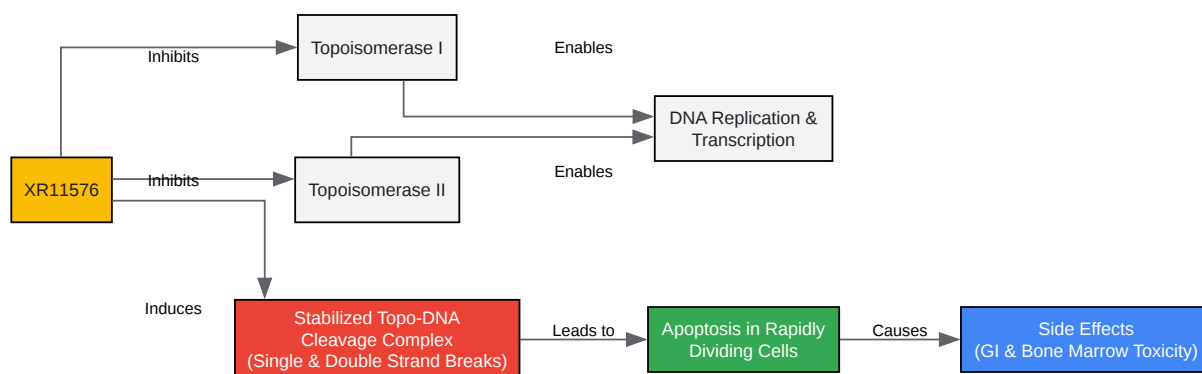 Topoisomerase I
Enables
Inhibits
DNA Replication &
Transcription
XR11576
Inhibits
Topoisomerase II
Enables
Induces
Stabilized Topo-DNA
Cleavage Complex
(Single & Double Strand Breaks)
Leads to
Apoptosis in Rapidly
Dividing Cells
Causes
Side Effects
(GI & Bone Marrow Toxicity)